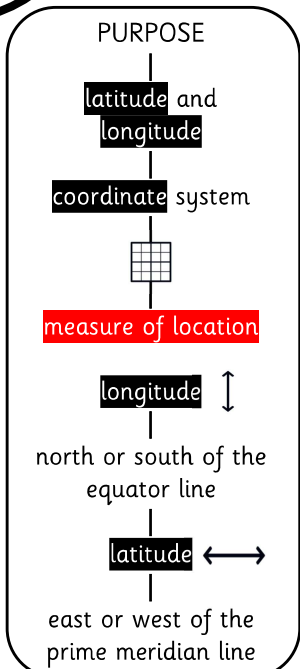 PURPOSE
latitude and
longitude
coordinate system
measure of location
longitude
north or south of the
equator line
latitude
east or west of the
prime meridian line